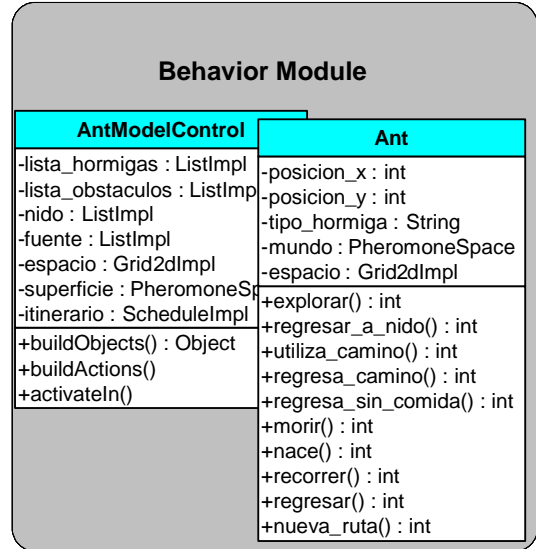 Behavior Module
AntModelControl
-lista_hormigas : ListImpl
-lista_obstaculos : ListImp
-nido : ListImpl
-fuente : ListImpl
-espacio : Grid2dImpl
-superficie : PheromoneSp
-itinerario : ScheduleImpl
+buildObjects() : Object
+buildActions()
+activateIn()
Ant
-posicion_x : int
-posicion_y : int
-tipo_hormiga : String
-mundo : PheromoneSpace
-espacio : Grid2dImpl
+explorar() : int
+regresar_a_nido() : int
+utiliza_camino() : int
+regresa_camino() : int
+regresa_sin_comida() : int
+morir() : int
+nace() : int
+recorrer() : int
+regresar() : int
+nueva_ruta() : int